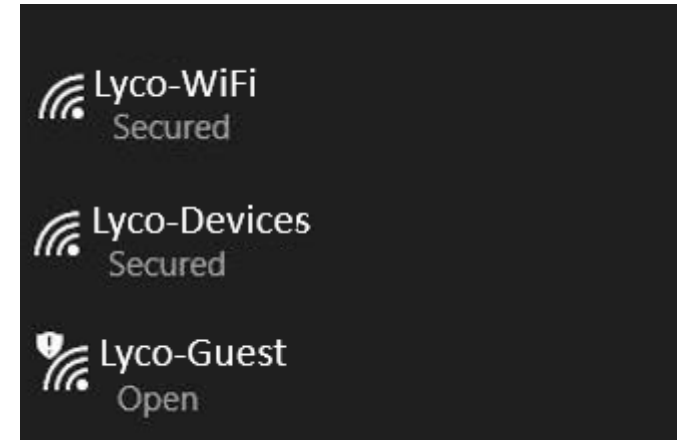 Lyco-WiFi
Secured
Lyco-Devices
Secured
Lyco-Guest
Open